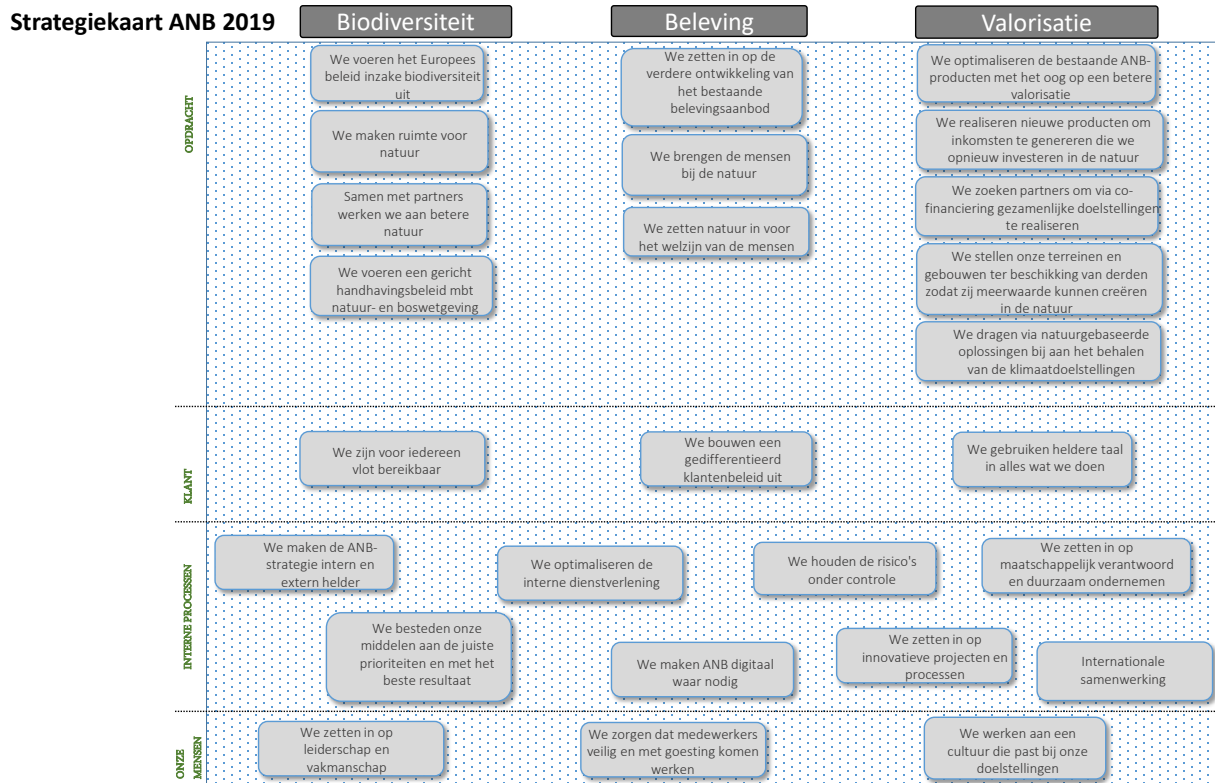 Strategiekaart ANB 2019
Biodiversiteit
Beleving
Valorisatie
OPDRACHT
We voeren het Europees
beleid inzake biodiversiteit
uit
We maken ruimte voor
natuur
Samen met partners
werken we aan betere
natuur
We voeren een gericht
handhavingsbeleid mbt
natuur- en boswetgeving
We zetten in op de
verdere ontwikkeling van
het bestaande
belevingsaanbod
We brengen de mensen
bij de natuur
We zetten natuur in voor
het welzijn van de mensen
We optimaliseren de bestaande ANB-
producten met het oog op een betere
valorisatie
We realiseren nieuwe producten om
inkomsten te genereren die we
opnieuw investeren in de natuur
We zoeken partners om via co-
financiering gezamenlijke doelstellingen
te realiseren
We stellen onze terreinen en
gebouwen ter beschikking van derden
zodat zij meerwaarde kunnen creëren
in de natuur
We dragen via natuurgebaseerde
oplossingen bij aan het behalen
van de klimaatdoelstellingen
KLANT
We zijn voor iedereen
vlot bereikbaar
We bouwen een
gedifferentieerd
klantenbeleid uit
We gebruiken heldere taal
in alles wat we doen
INTERNE PROCESSEN
We maken de ANB-
strategie intern en
extern helder
We optimaliseren de
interne dienstverlening
We houden de risico's
onder controle
We zetten in op
maatschappelijk verantwoord
en duurzaam ondernemen
We besteden onze
middelen aan de juiste
prioriteiten en met het
beste resultaat
We maken ANB digitaal
waar nodig
We zetten in op
innovatieve projecten en
processen
Internationale
samenwerking
ONZE
MENSEN
We zetten in op
leiderschap en
vakmanschap
We zorgen dat medewerkers
veilig en met goesting komen
werken
We werken aan een
cultuur die past bij onze
doelstellingen